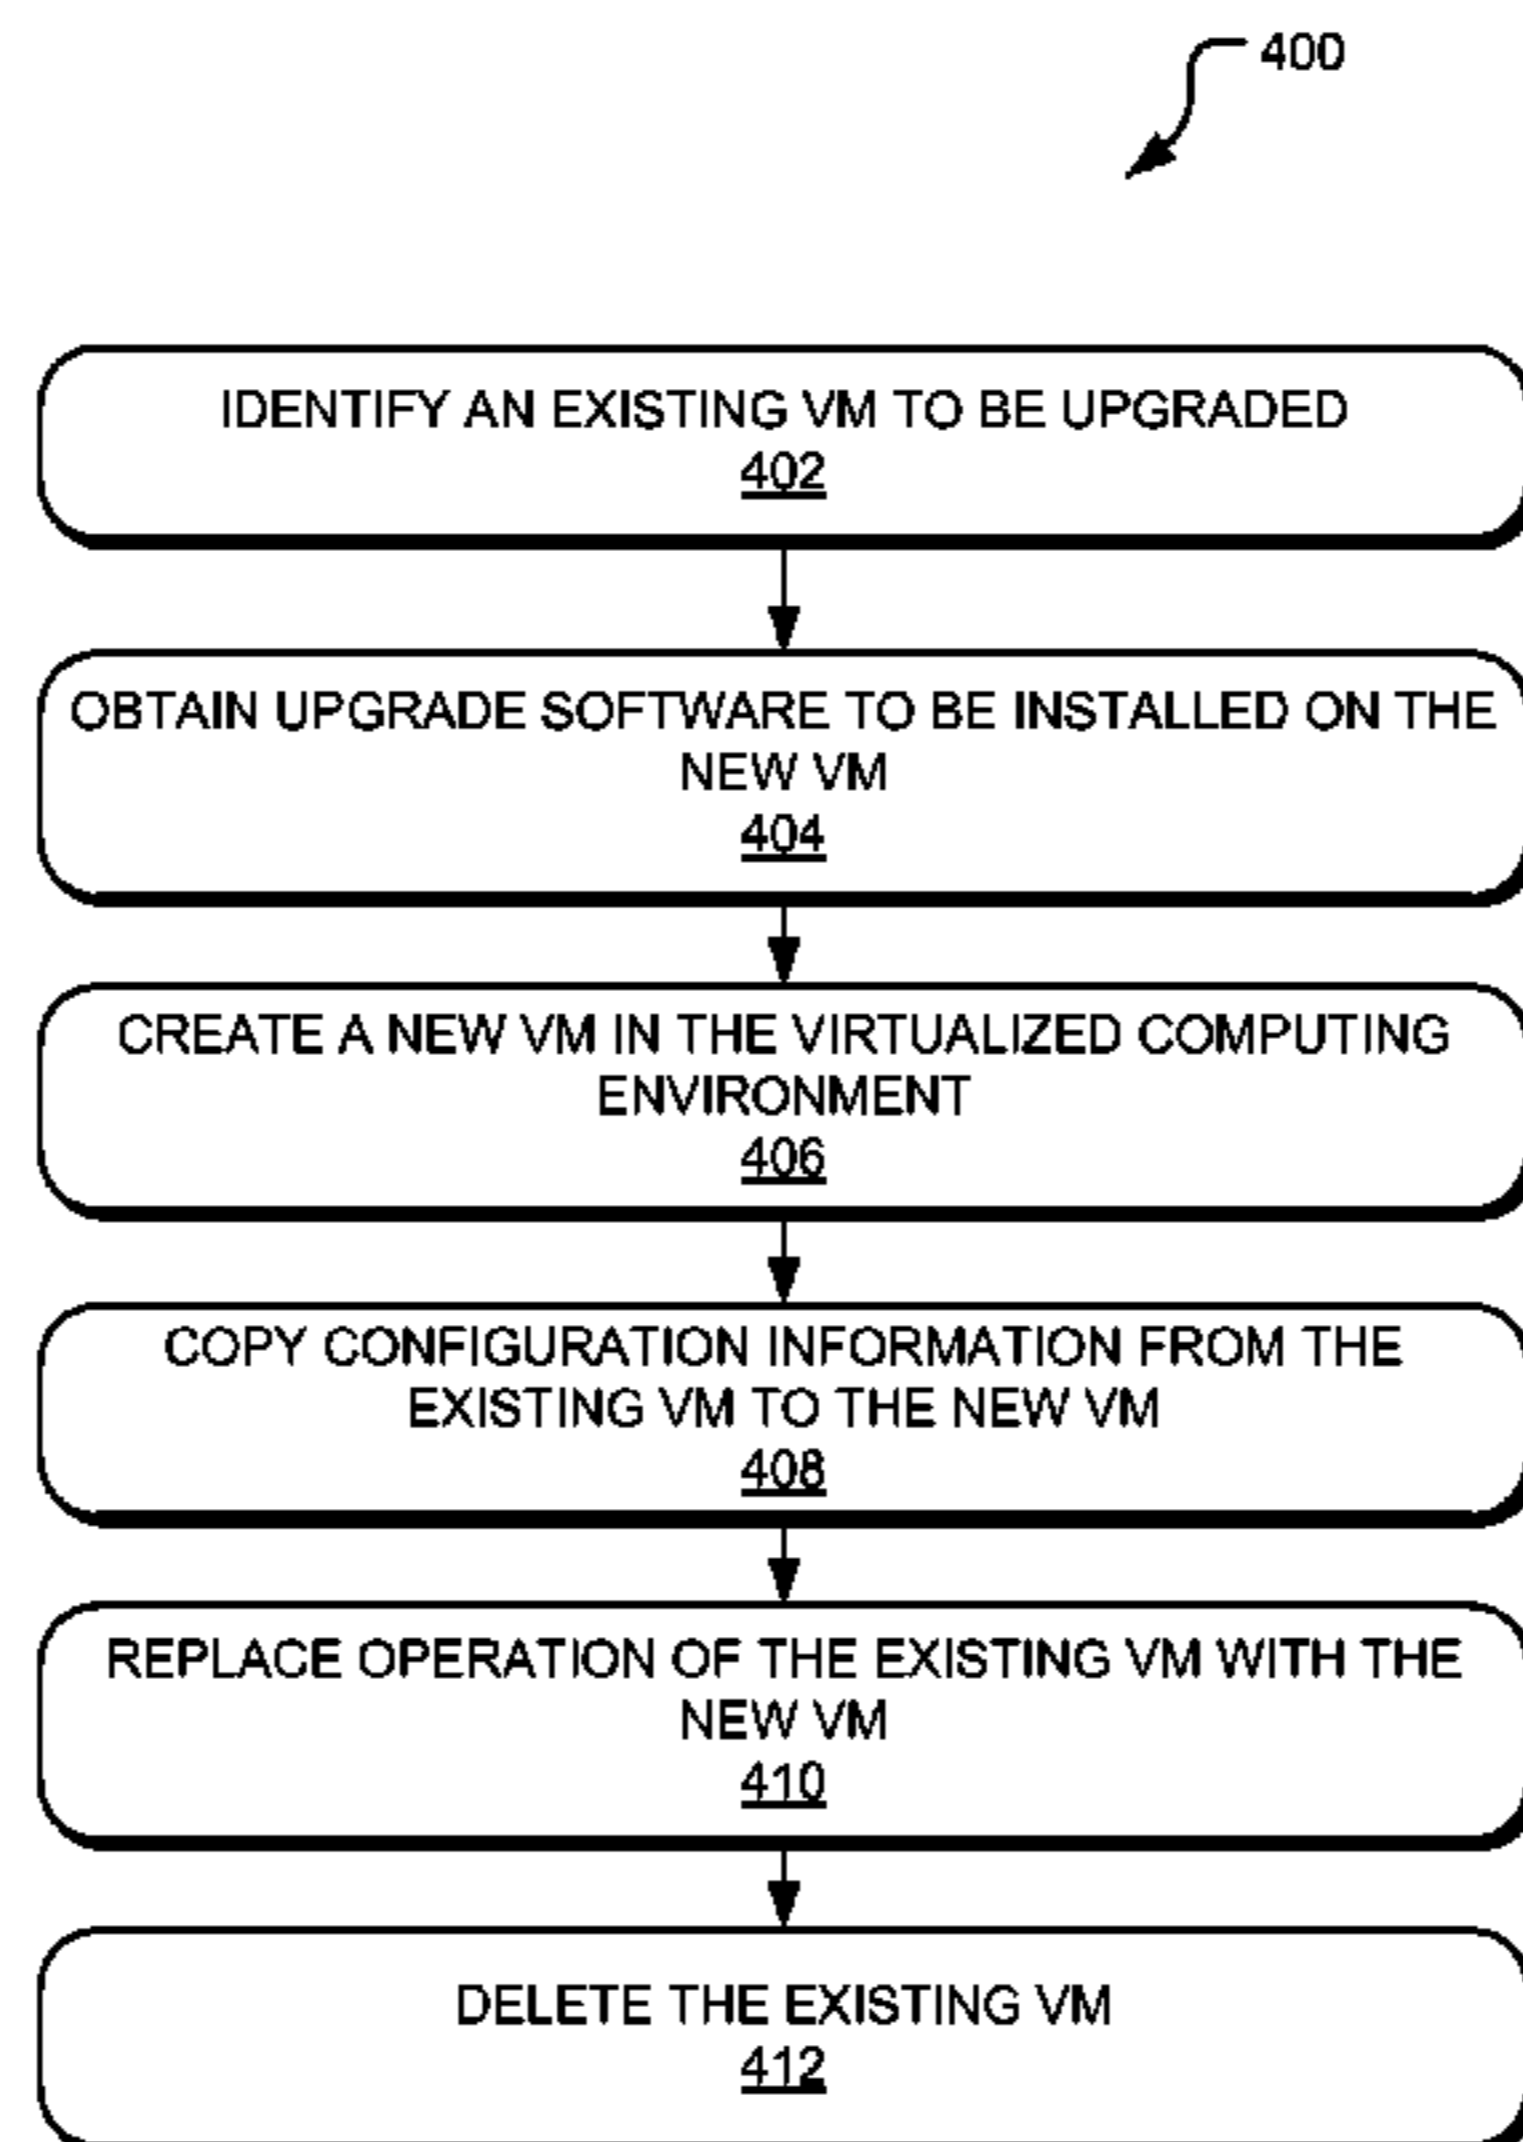 400
IDENTIFY AN EXISTING VM TO BE UPGRADED
402
OBTAIN UPGRADE SOFTWARE TO BE INSTALLED ON THE
NEW VM
404
CREATE A NEW VM IN THE VIRTUALIZED COMPUTING
ENVIRONMENT
406
COPY CONFIGURATION INFORMATION FROM THE
EXISTING VM TO THE NEW VM
408
REPLACE OPERATION OF THE EXISTING VM WITH THE
NEW VM
410
DELETE THE EXISTING VM
412